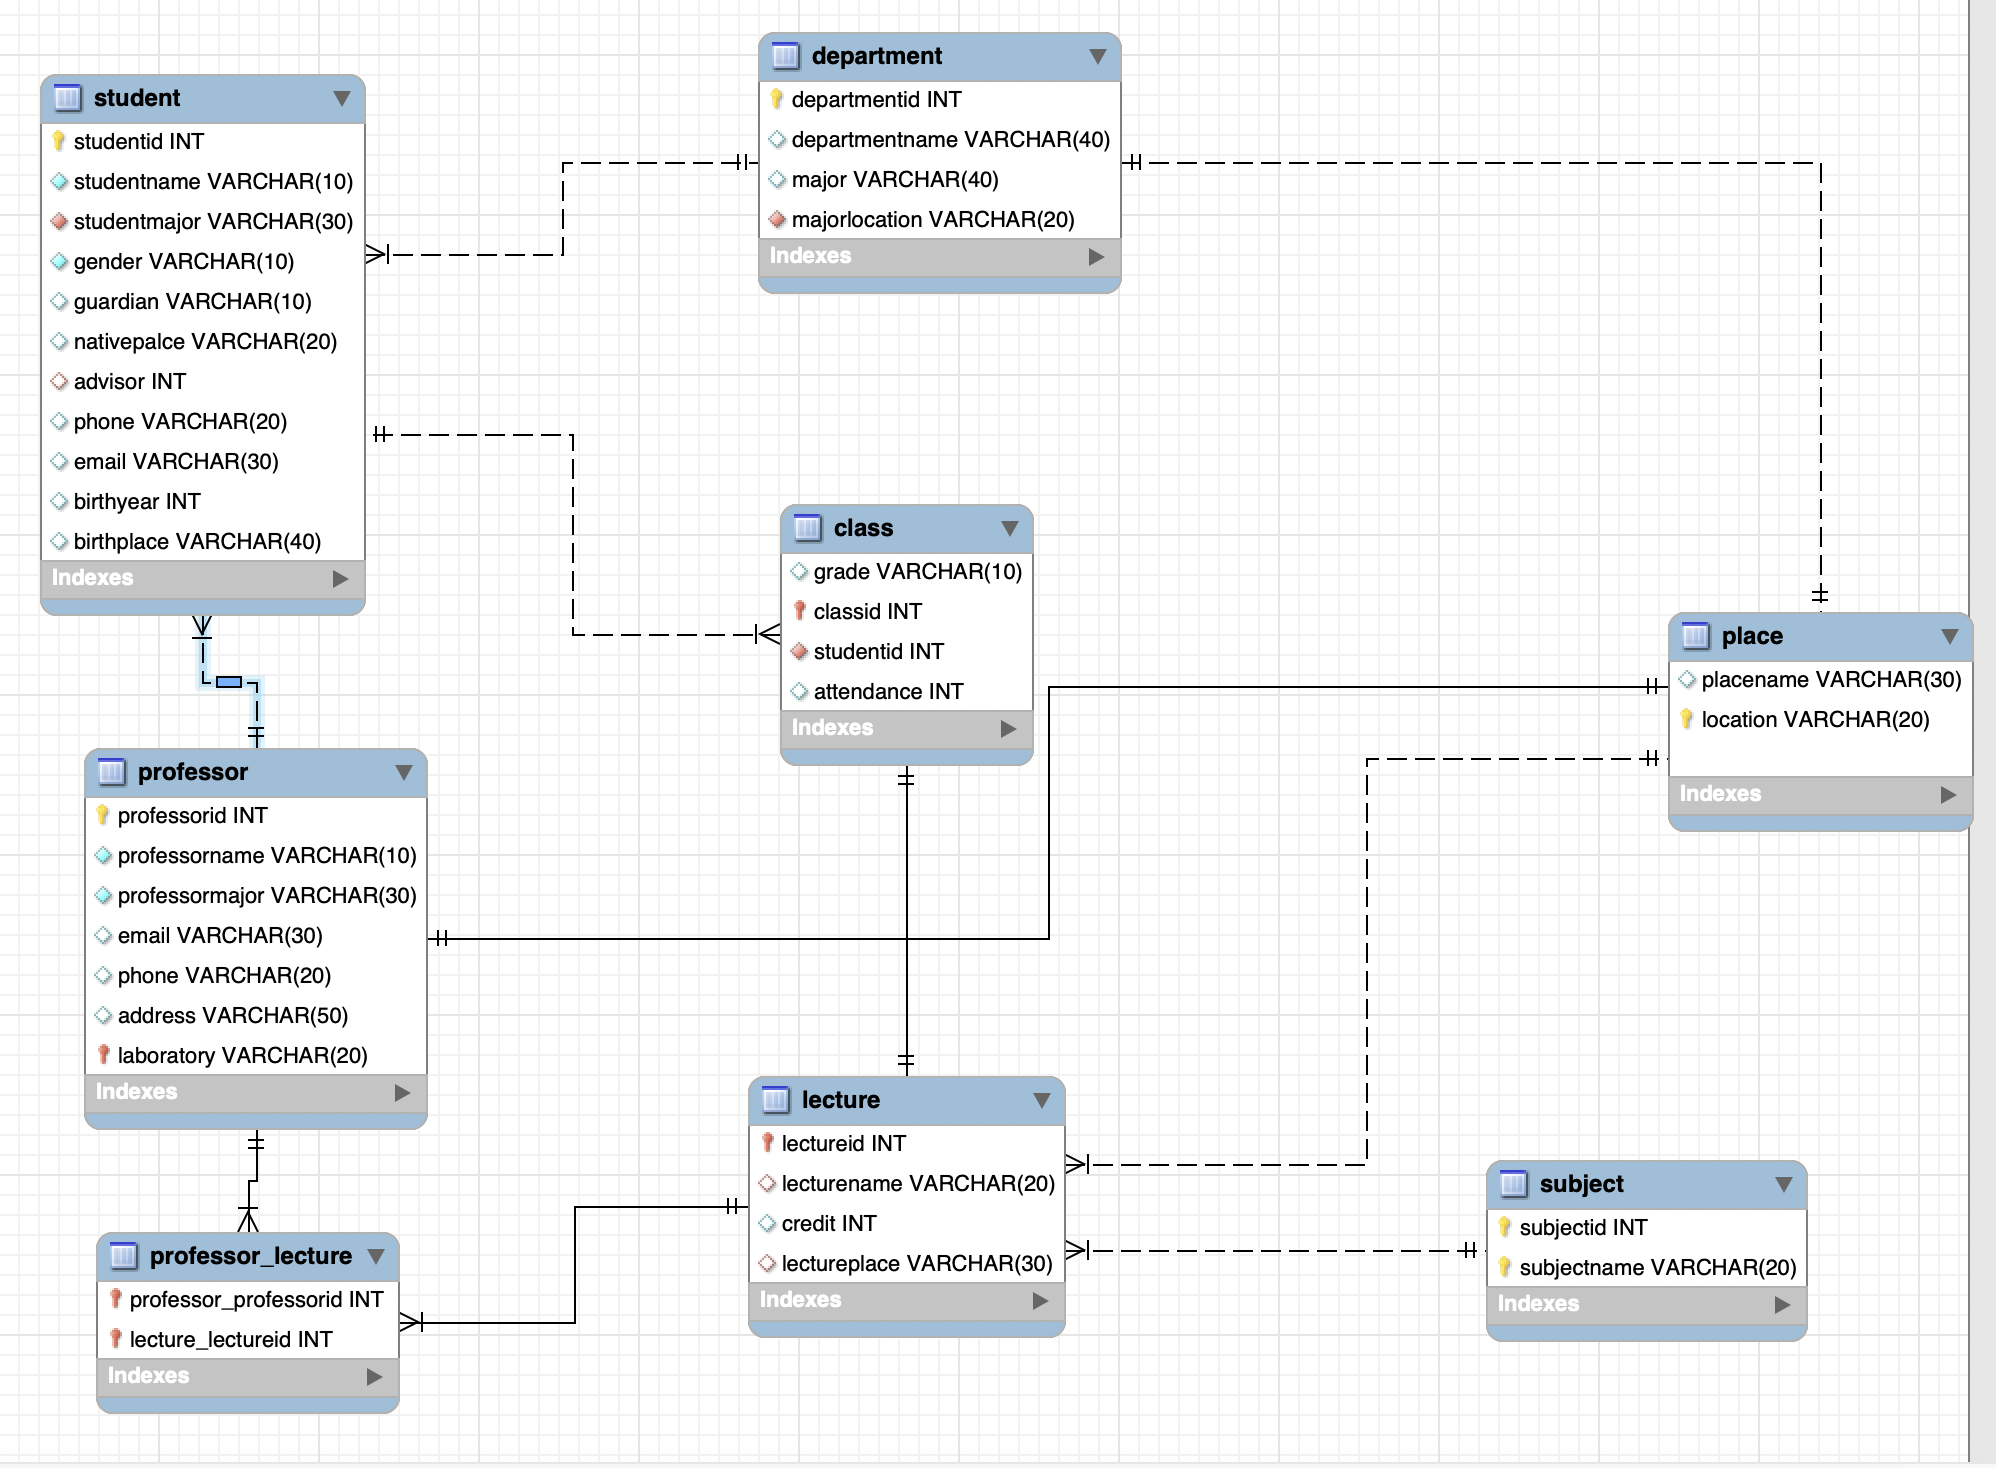 student
studentid INT
studentname VARCHAR(10)
studentmajor VARCHAR(30)
gender VARCHAR(10)
guardian VARCHAR(10)
nativepalce VARCHAR(20)
advisor INT
phone VARCHAR(20)
email VARCHAR(30)
birthyear INT
birthplace VARCHAR(40)
Indexes
department
departmentid INT
departmentname VARCHAR(40)
major VARCHAR(40)
majorlocation VARCHAR(20)
Indexes
class
grade VARCHAR(10)
classid INT
studentid INT
attendance INT
Indexes
place
placename VARCHAR(30)
location VARCHAR(20)
Indexes
professor
professorid INT
professorname VARCHAR(10)
professormajor VARCHAR(30)
email VARCHAR(30)
phone VARCHAR(20)
address VARCHAR(50)
laboratory VARCHAR(20)
Indexes
lecture
lectureid INT
lecturename VARCHAR(20)
credit INT
lectureplace VARCHAR(30)
Indexes
subject
subjectid INT
subjectname VARCHAR(20)
Indexes
professor_lecture
professor_professorid INT
lecture_lectureid INT
Indexes